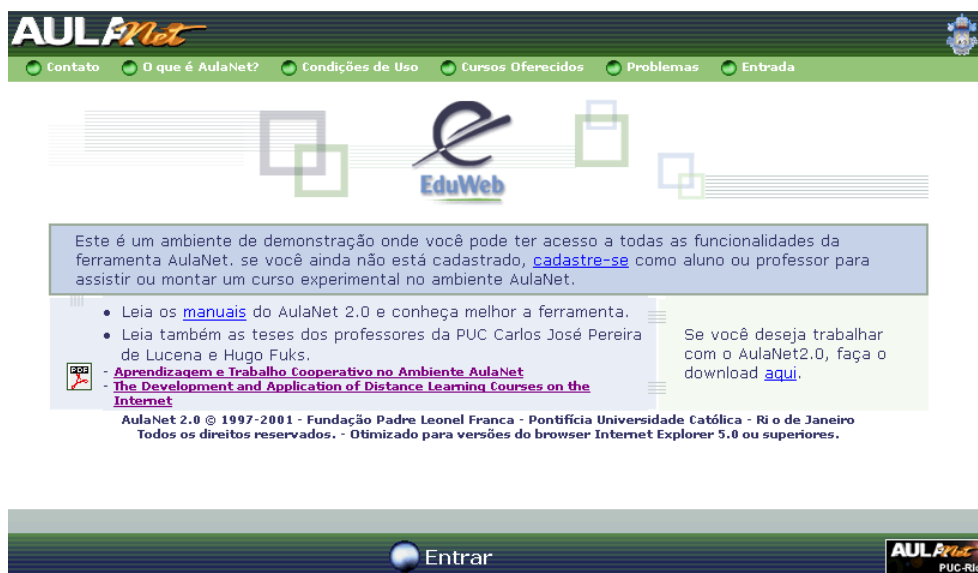 AULANet
Contato O que é AulaNet? Condições de Uso Cursos Oferecidos Problemas Entrada
EduWeb
Este é um ambiente de demonstração onde você pode ter acesso a todas as funcionalidades da
ferramenta AulaNet. se você ainda não está cadastrado, cadastre-se como aluno ou professor para
assistir ou montar um curso experimental no ambiente AulaNet.
• Leia os manuais do AulaNet 2.0 e conheça melhor a ferramenta.
• Leia também as teses dos professores da PUC Carlos José Pereira
de Lucena e Hugo Fuks.
PDF
- Aprendizagem e Trabalho Cooperativo no Ambiente AulaNet
- The Development and Application of Distance Learning Courses on the
Internet
Se você deseja trabalhar
com o AulaNet2.0, faça o
download aqui.
AulaNet 2.0 © 1997-2001 - Fundação Padre Leonel Franca - Pontifícia Universidade Católica - Ri o de Janeiro
Todos os direitos reservados. - Otimizado para versões do browser Internet Explorer 5.0 ou superiores.
Entrar
AULANet
PUC-Ri